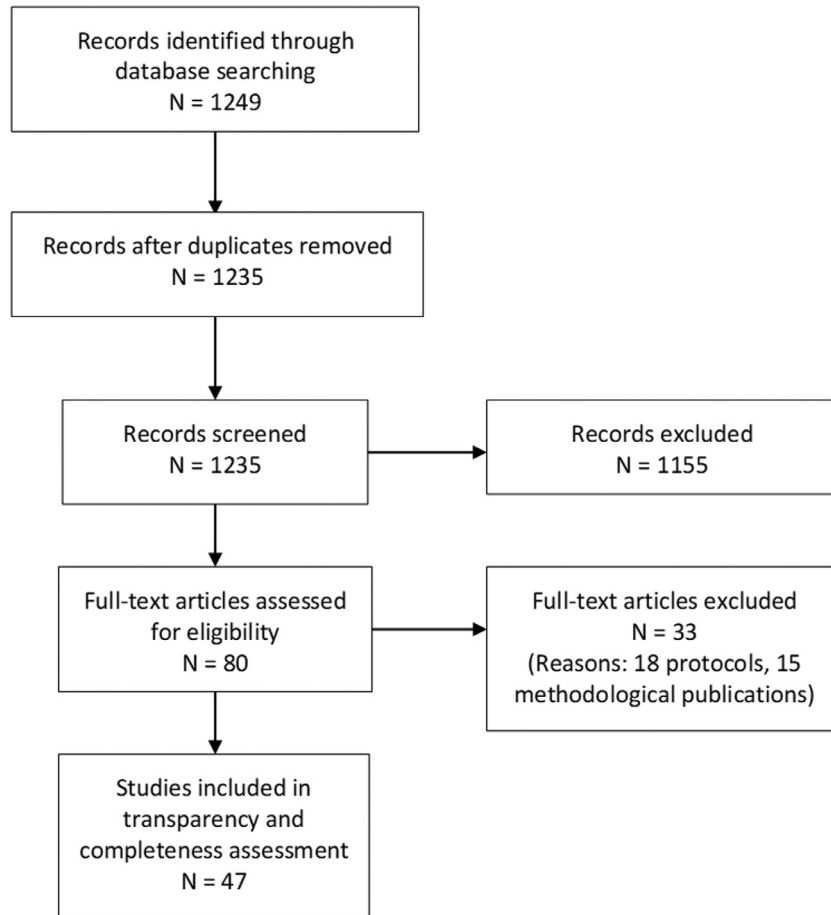 Records identified through
database searching
N = 1249
Records after duplicates removed
N = 1235
Records screened
N = 1235
Records excluded
N = 1155
Full-text articles assessed
for eligibility
N = 80
Full-text articles excluded
N = 33
(Reasons: 18 protocols, 15
methodological publications)
Studies included in
transparency and
completeness assessment
N = 47